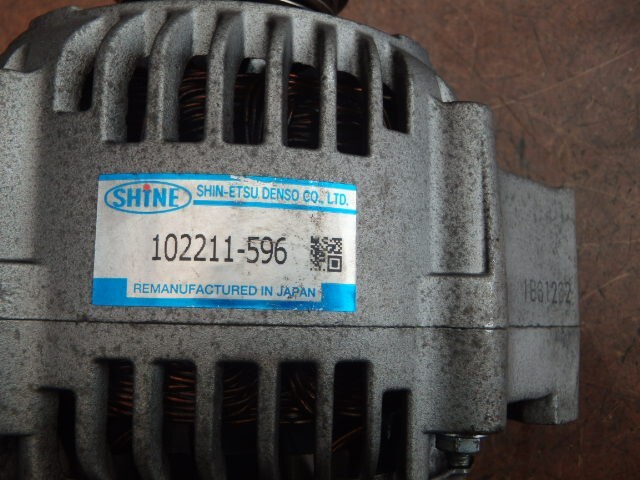 SHiNE
SHIN-ETSU DENSO CO., LTD.
102211-596
REMANUFACTURED IN JAPAN